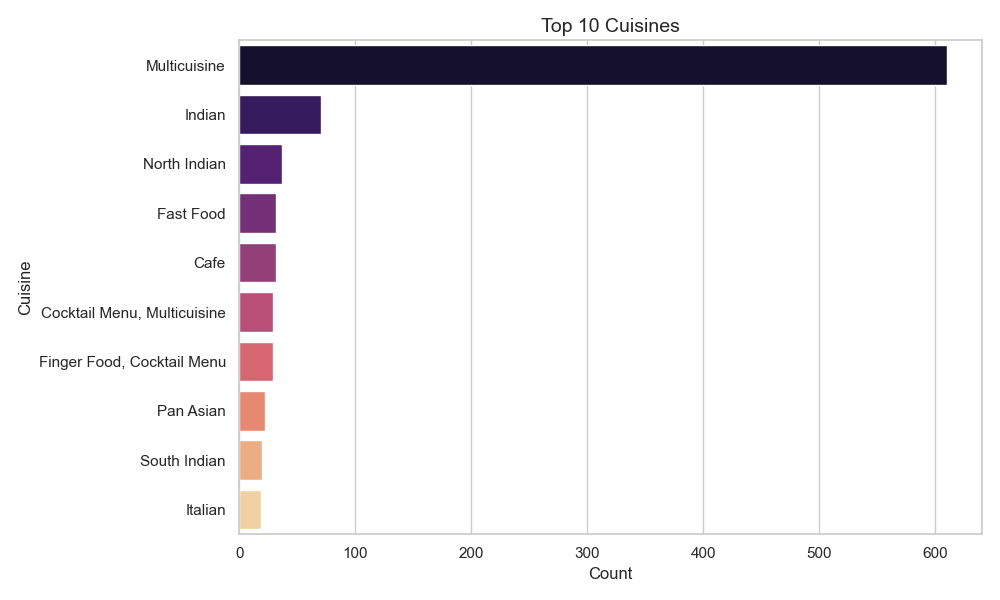 Top 10 Cuisines
Cuisine
Multicuisine
Indian
North Indian
Fast Food
Cafe
Cocktail Menu, Multicuisine
Finger Food, Cocktail Menu
Pan Asian
South Indian
Italian
0 100 200 300 400 500 600
Count